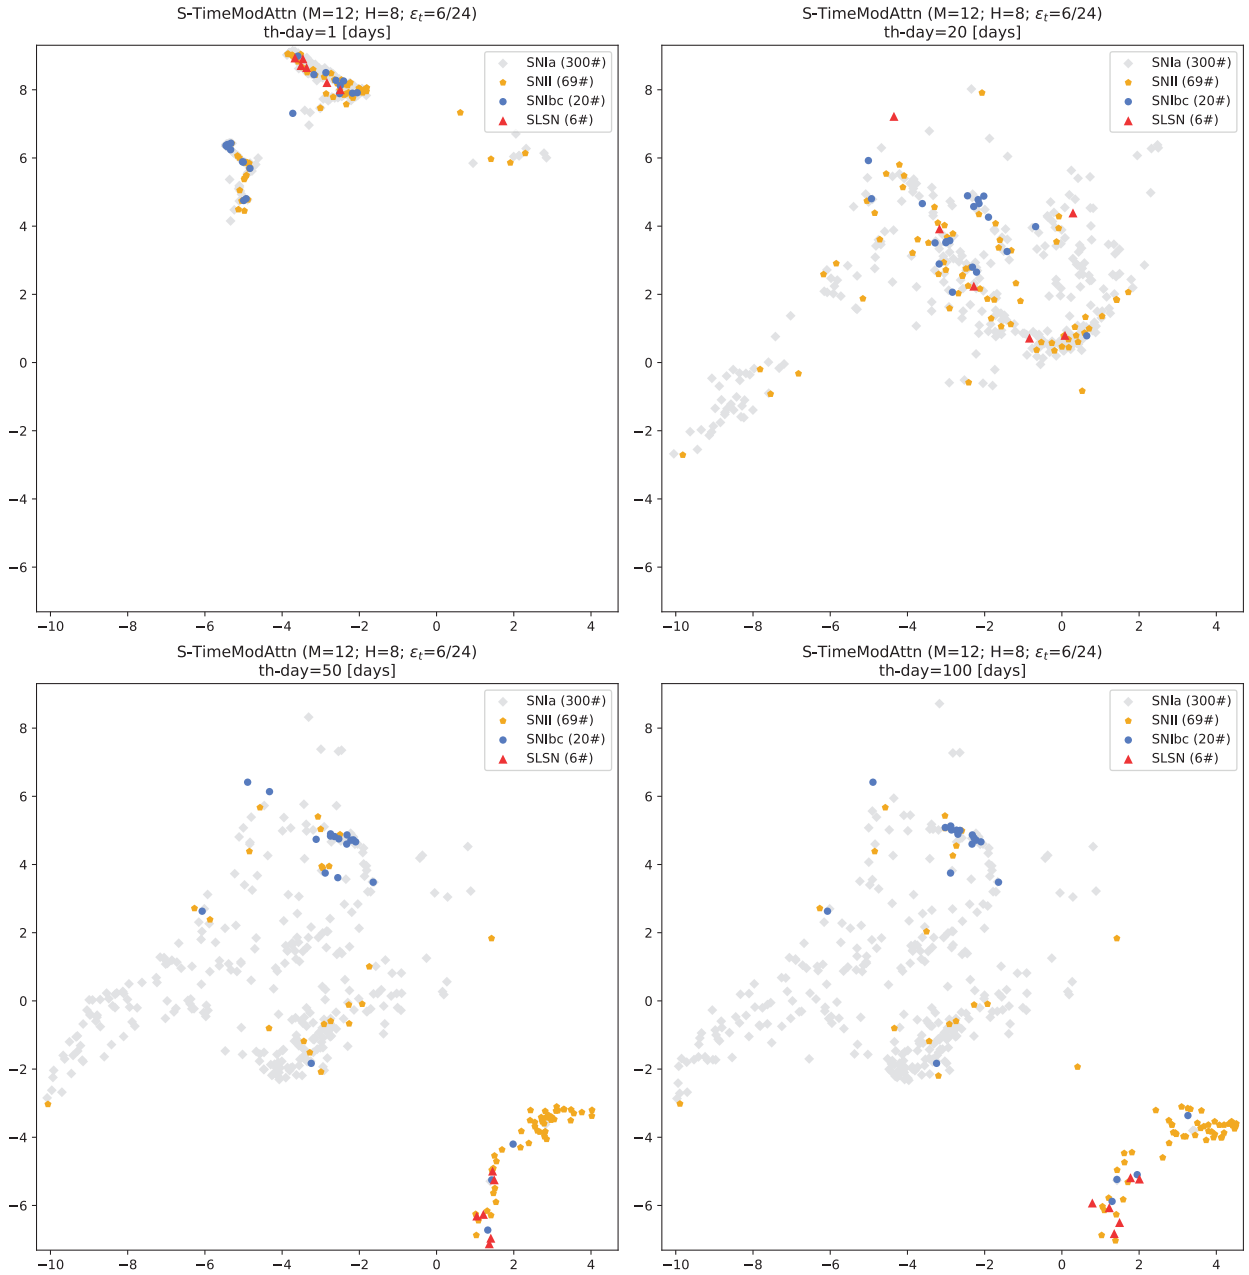 S-TimeModAttn (M=12; H=8; εt=6/24)
th-day=1 [days]
SNIa (300#)
SNII (69#)
SNIbc (20#)
SLSN (6#)
8
6
4
2
0
−2
−4
−6
−10 −8 −6 −4 −2 0 2 4
S-TimeModAttn (M=12; H=8; εt=6/24)
th-day=20 [days]
SNIa (300#)
SNII (69#)
SNIbc (20#)
SLSN (6#)
8
6
4
2
0
−2
−4
−6
−10 −8 −6 −4 −2 0 2 4
S-TimeModAttn (M=12; H=8; εt=6/24)
th-day=50 [days]
SNIa (300#)
SNII (69#)
SNIbc (20#)
SLSN (6#)
8
6
4
2
0
−2
−4
−6
−10 −8 −6 −4 −2 0 2 4
S-TimeModAttn (M=12; H=8; εt=6/24)
th-day=100 [days]
SNIa (300#)
SNII (69#)
SNIbc (20#)
SLSN (6#)
8
6
4
2
0
−2
−4
−6
−10 −8 −6 −4 −2 0 2 4